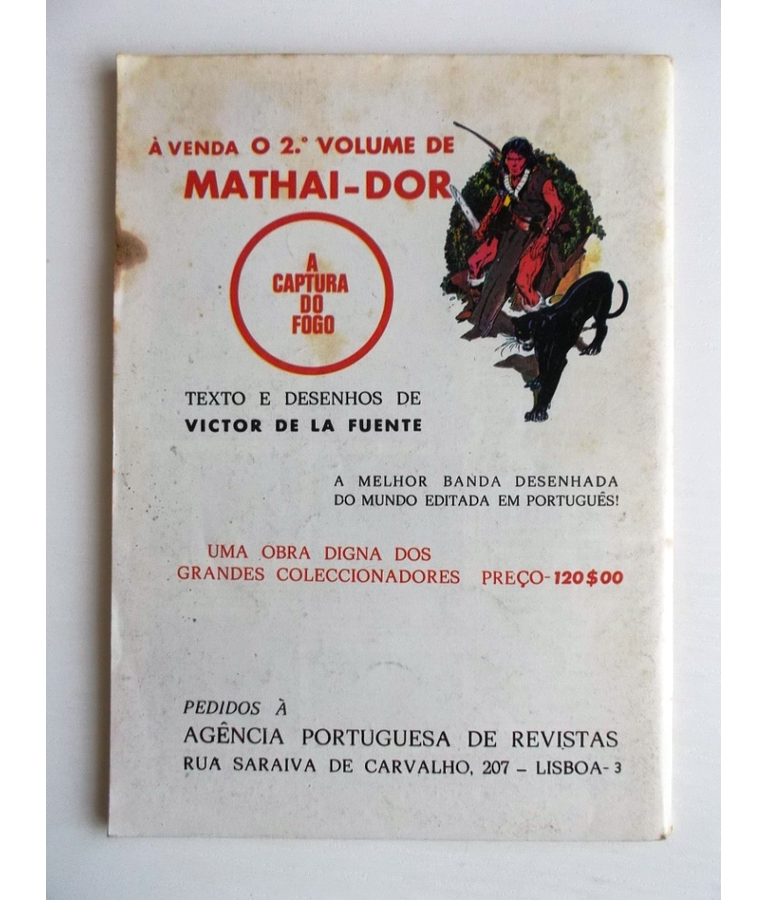 À VENDA O 2.º VOLUME DE
MATHAI-DOR
A
CAPTURA
DO
FOGO
TEXTO E DESENHOS DE
VICTOR DE LA FUENTE
A MELHOR BANDA DESENHADA
DO MUNDO EDITADA EM PORTUGUÊS!
UMA OBRA DIGNA DOS
GRANDES COLECCIONADORES PREÇO-120$00
PEDIDOS À
AGÊNCIA PORTUGUESA DE REVISTAS
RUA SARAIVA DE CARVALHO, 207 – LISBOA-3